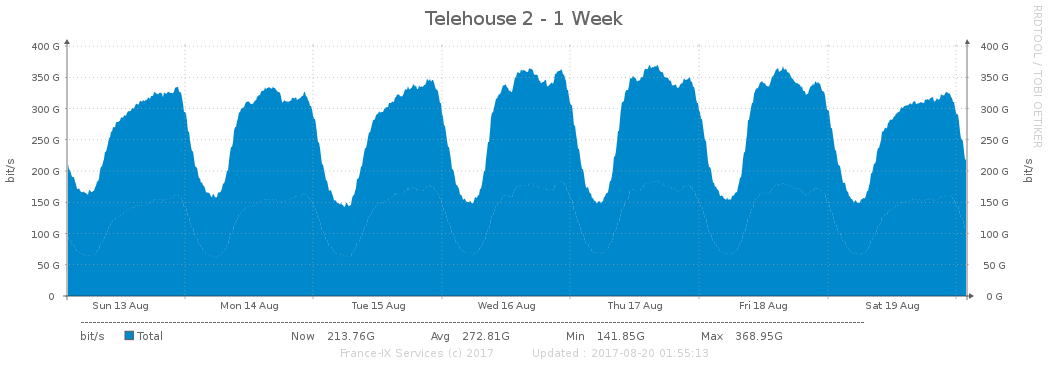 Telehouse 2 - 1 Week
RRDTOOL / TOBI OETIKER
400 G 400 G
350 G 350 G
300 G 300 G
250 G 250 G
200 G 200 G
150 G 150 G
100 G 100 G
50 G 50 G
0 0 G
bit/s bit/s
Sun 13 Aug Mon 14 Aug Tue 15 Aug Wed 16 Aug Thu 17 Aug Fri 18 Aug Sat 19 Aug
bit/s Total Now 213.76G Avg 272.81G Min 141.85G Max 368.95G
France-IX Services (c) 2017 Updated : 2017-08-20 01:55:13